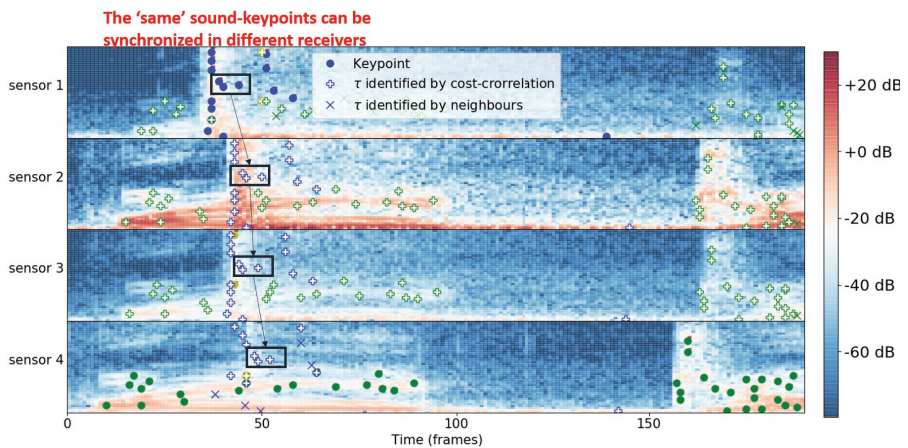 The 'same' sound-keypoints can be
synchronized in different receivers
sensor 1
sensor 2
sensor 3
sensor 4
Keypoint
τ identified by cost-crorrelation
τ identified by neighbours
+20 dB
+0 dB
-20 dB
-40 dB
-60 dB
0
50
100
150
Time (frames)